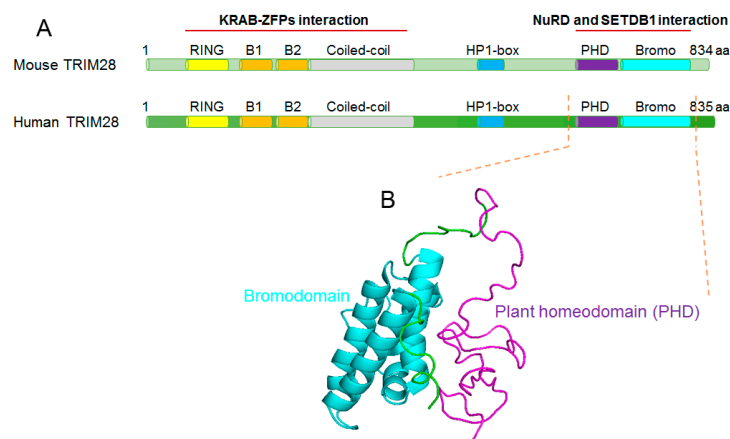 A
KRAB-ZFPs interaction
NuRD and SETDB1 interaction
1 RING B1 B2 Coiled-coil HP1-box PHD Bromo 834 aa
Mouse TRIM28
1 RING B1 B2 Coiled-coil HP1-box PHD Bromo 835 aa
Human TRIM28
B
Bromodomain
Plant homeodomain (PHD)